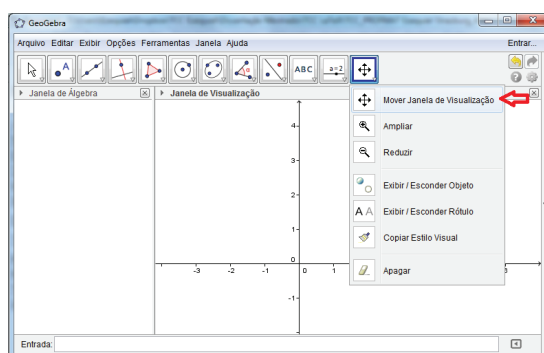 GeoGebra
Arquivo Editar Exibir Opções Ferramentas Janela Ajuda
Entrar...
A
ABC
a=2
Janela de Álgebra
Janela de Visualização
Mover Janela de Visualização
Ampliar
Reduzir
Exibir / Esconder Objeto
A A Exibir / Esconder Rótulo
Copiar Estilo Visual
Apagar
4
3
2
1
0
-3 -2 -1 0 1
-1
Entrada: